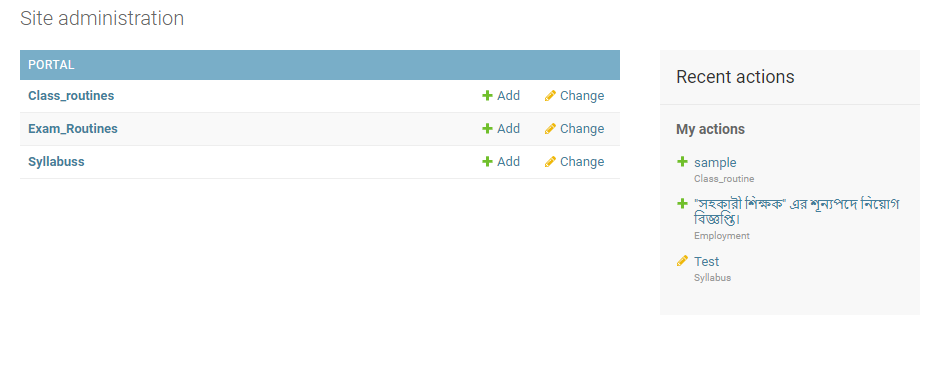 Site administration
PORTAL
Class_routines Add Change
Exam_Routines Add Change
Syllabuss Add Change
Recent actions
My actions
sample
Class_routine
"সহকারী শিক্ষক" এর শূন্যপদে নিয়োগ
বিজ্ঞপ্তি।
Employment
Test
Syllabus